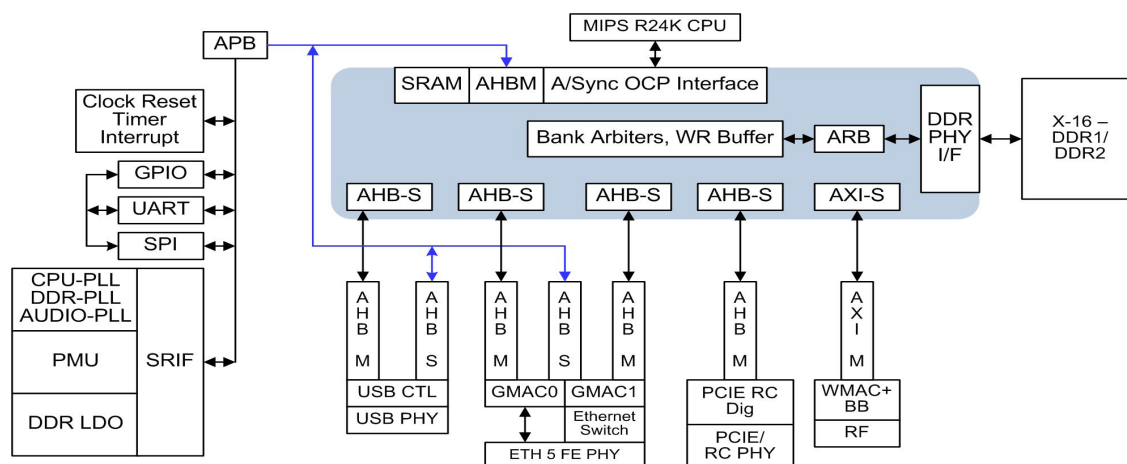 MIPS R24K CPU
APB
SRAM
AHBM
A/Sync OCP Interface
Clock Reset
Timer
Interrupt
GPIO
UART
SPI
Bank Arbiters, WR Buffer
ARB
DDR
PHY
I/F
X-16 –
DDR1/
DDR2
AHB-S
AHB-S
AHB-S
AHB-S
AXI-S
CPU-PLL
DDR-PLL
AUDIO-PLL
PMU
DDR LDO
SRIF
A
H
B
M
A
H
B
S
USB CTL
USB PHY
A
H
B
M
A
H
B
S
A
H
B
M
GMAC0
GMAC1
Ethernet
Switch
ETH 5 FE PHY
A
H
B
M
PCIE RC
Dig
PCIE/
RC PHY
A
X
I
M
WMAC+
BB
RF